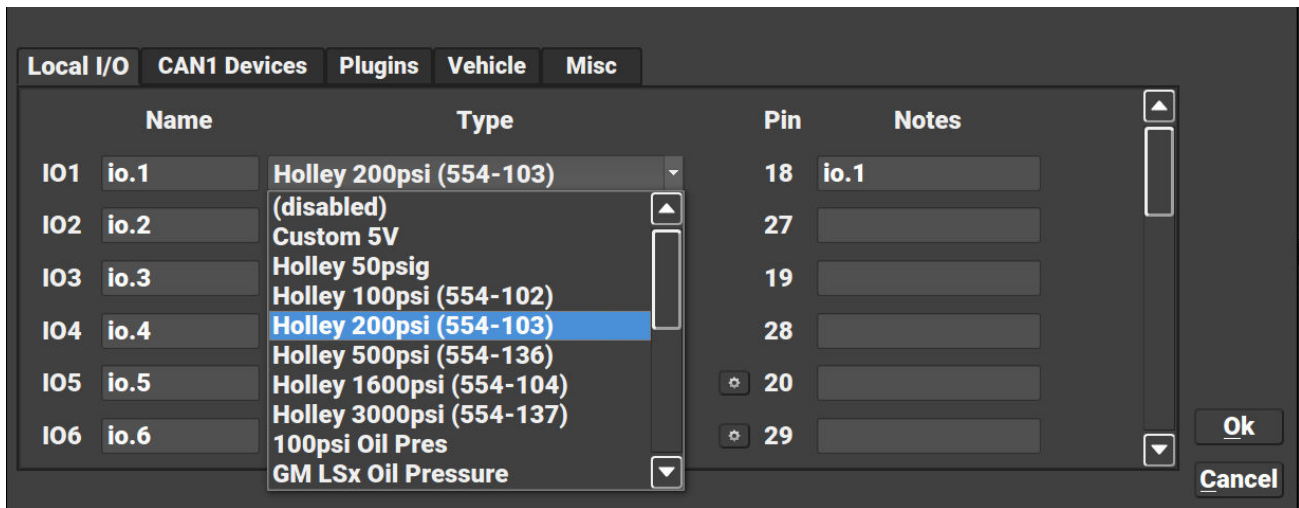 Local I/O CAN1 Devices Plugins Vehicle Misc
Name Type Pin Notes
IO1 io.1 Holley 200psi (554-103) 18 io.1
(disabled)
IO2 io.2 Custom 5V 27
Holley 50psig
IO3 io.3 19
Holley 100psi (554-102)
Holley 200psi (554-103)
IO4 io.4 28
Holley 500psi (554-136)
IO5 io.5 Holley 1600psi (554-104) 20
Holley 3000psi (554-137)
IO6 io.6 100psi Oil Pres 29 Ok
GM LSx Oil Pressure
Cancel